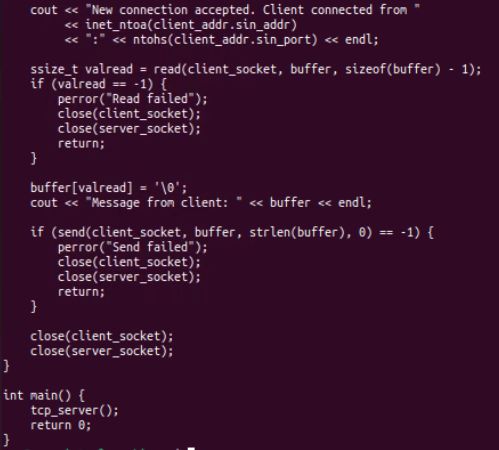 cout << "New connection accepted. Client connected from "
         << inet_ntoa(client_addr.sin_addr)
         << ":" << ntohs(client_addr.sin_port) << endl;

    ssize_t valread = read(client_socket, buffer, sizeof(buffer) - 1);
    if (valread == -1) {
        perror("Read failed");
        close(client_socket);
        close(server_socket);
        return;
    }

    buffer[valread] = '\0';
    cout << "Message from client: " << buffer << endl;

    if (send(client_socket, buffer, strlen(buffer), 0) == -1) {
        perror("Send failed");
        close(client_socket);
        close(server_socket);
        return;
    }

    close(client_socket);
    close(server_socket);
}

int main() {
    tcp_server();
    return 0;
}